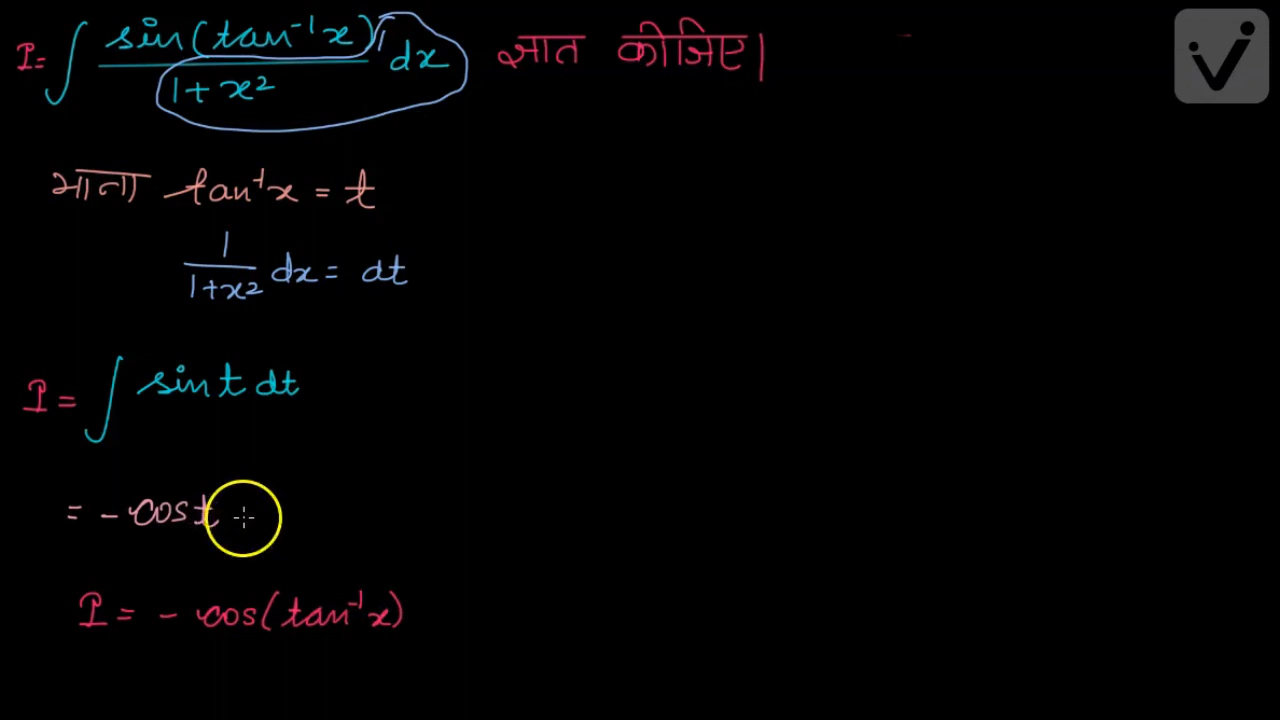 I = ∫ sin(tan⁻¹x) / 1+x² dx ज्ञात कीजिए।
माना tan⁻¹x = t
1/1+x² dx = dt
I = ∫ sin t dt
= - cos t
I = - cos(tan⁻¹x)